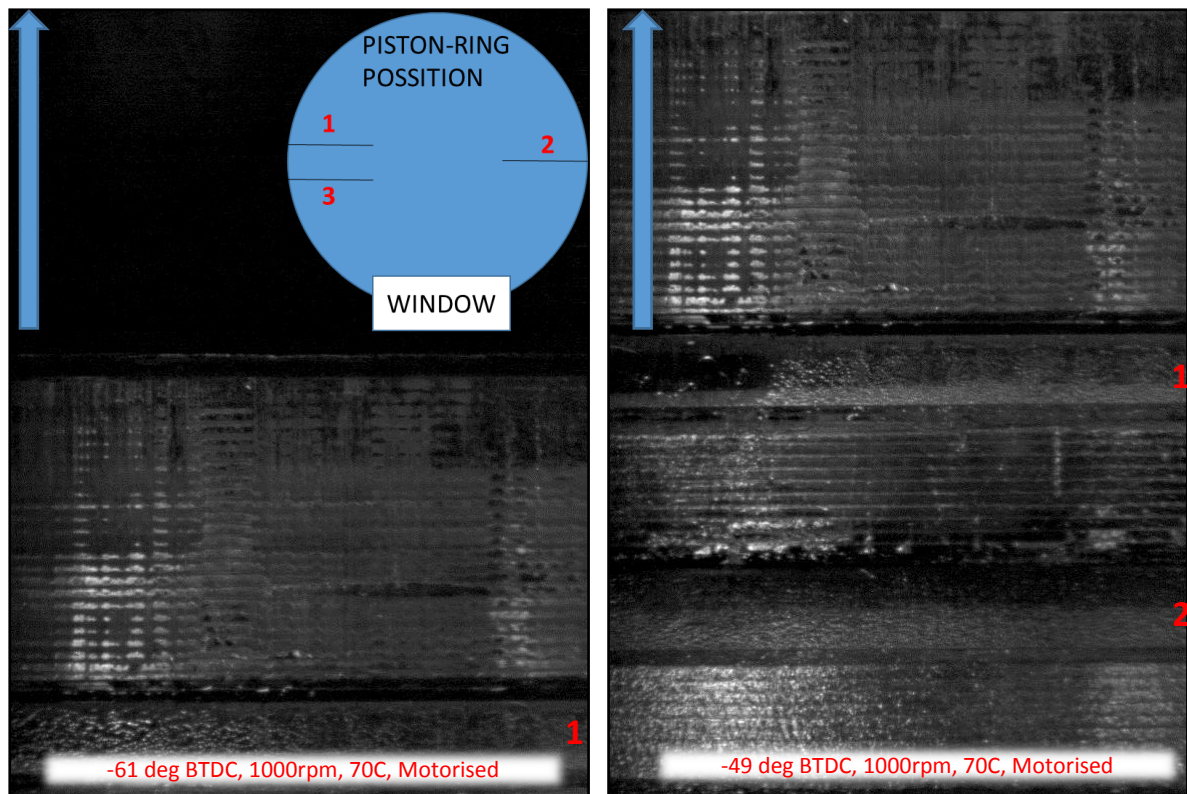 PISTON-RING
POSSITION
1
2
3
WINDOW
1
-61 deg BTDC, 1000rpm, 70C, Motorised
1
2
-49 deg BTDC, 1000rpm, 70C, Motorised